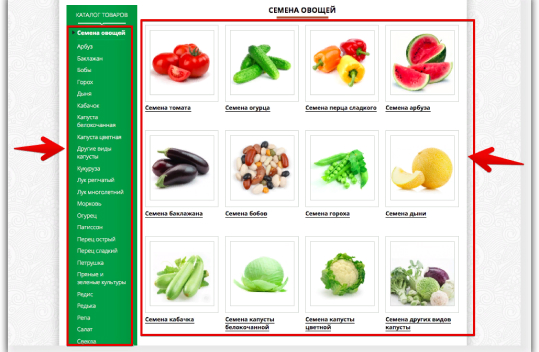 КАТАЛОГ ТОВАРОВ
Семена овощей
Арбуз
Баклажан
Бобы
Горох
Дыня
Кабачок
Капуста
белокочанная
Капуста цветная
Другие виды
капусты
Кукуруза
Лук репчатый
Лук многолетний
Морковь
Огурец
Патиссон
Перец острый
Перец сладкий
Петрушка
Пряные и
зеленые культуры
Редис
Редька
Репа
Салат
Свекла
СЕМЕНА ОВОЩЕЙ
Семена томата
Семена огурца
Семена перца сладкого
Семена арбуза
Семена баклажана
Семена бобов
Семена гороха
Семена дыни
Семена кабачка
Семена капусты
белокочанной
Семена капусты
цветной
Семена других видов
капусты